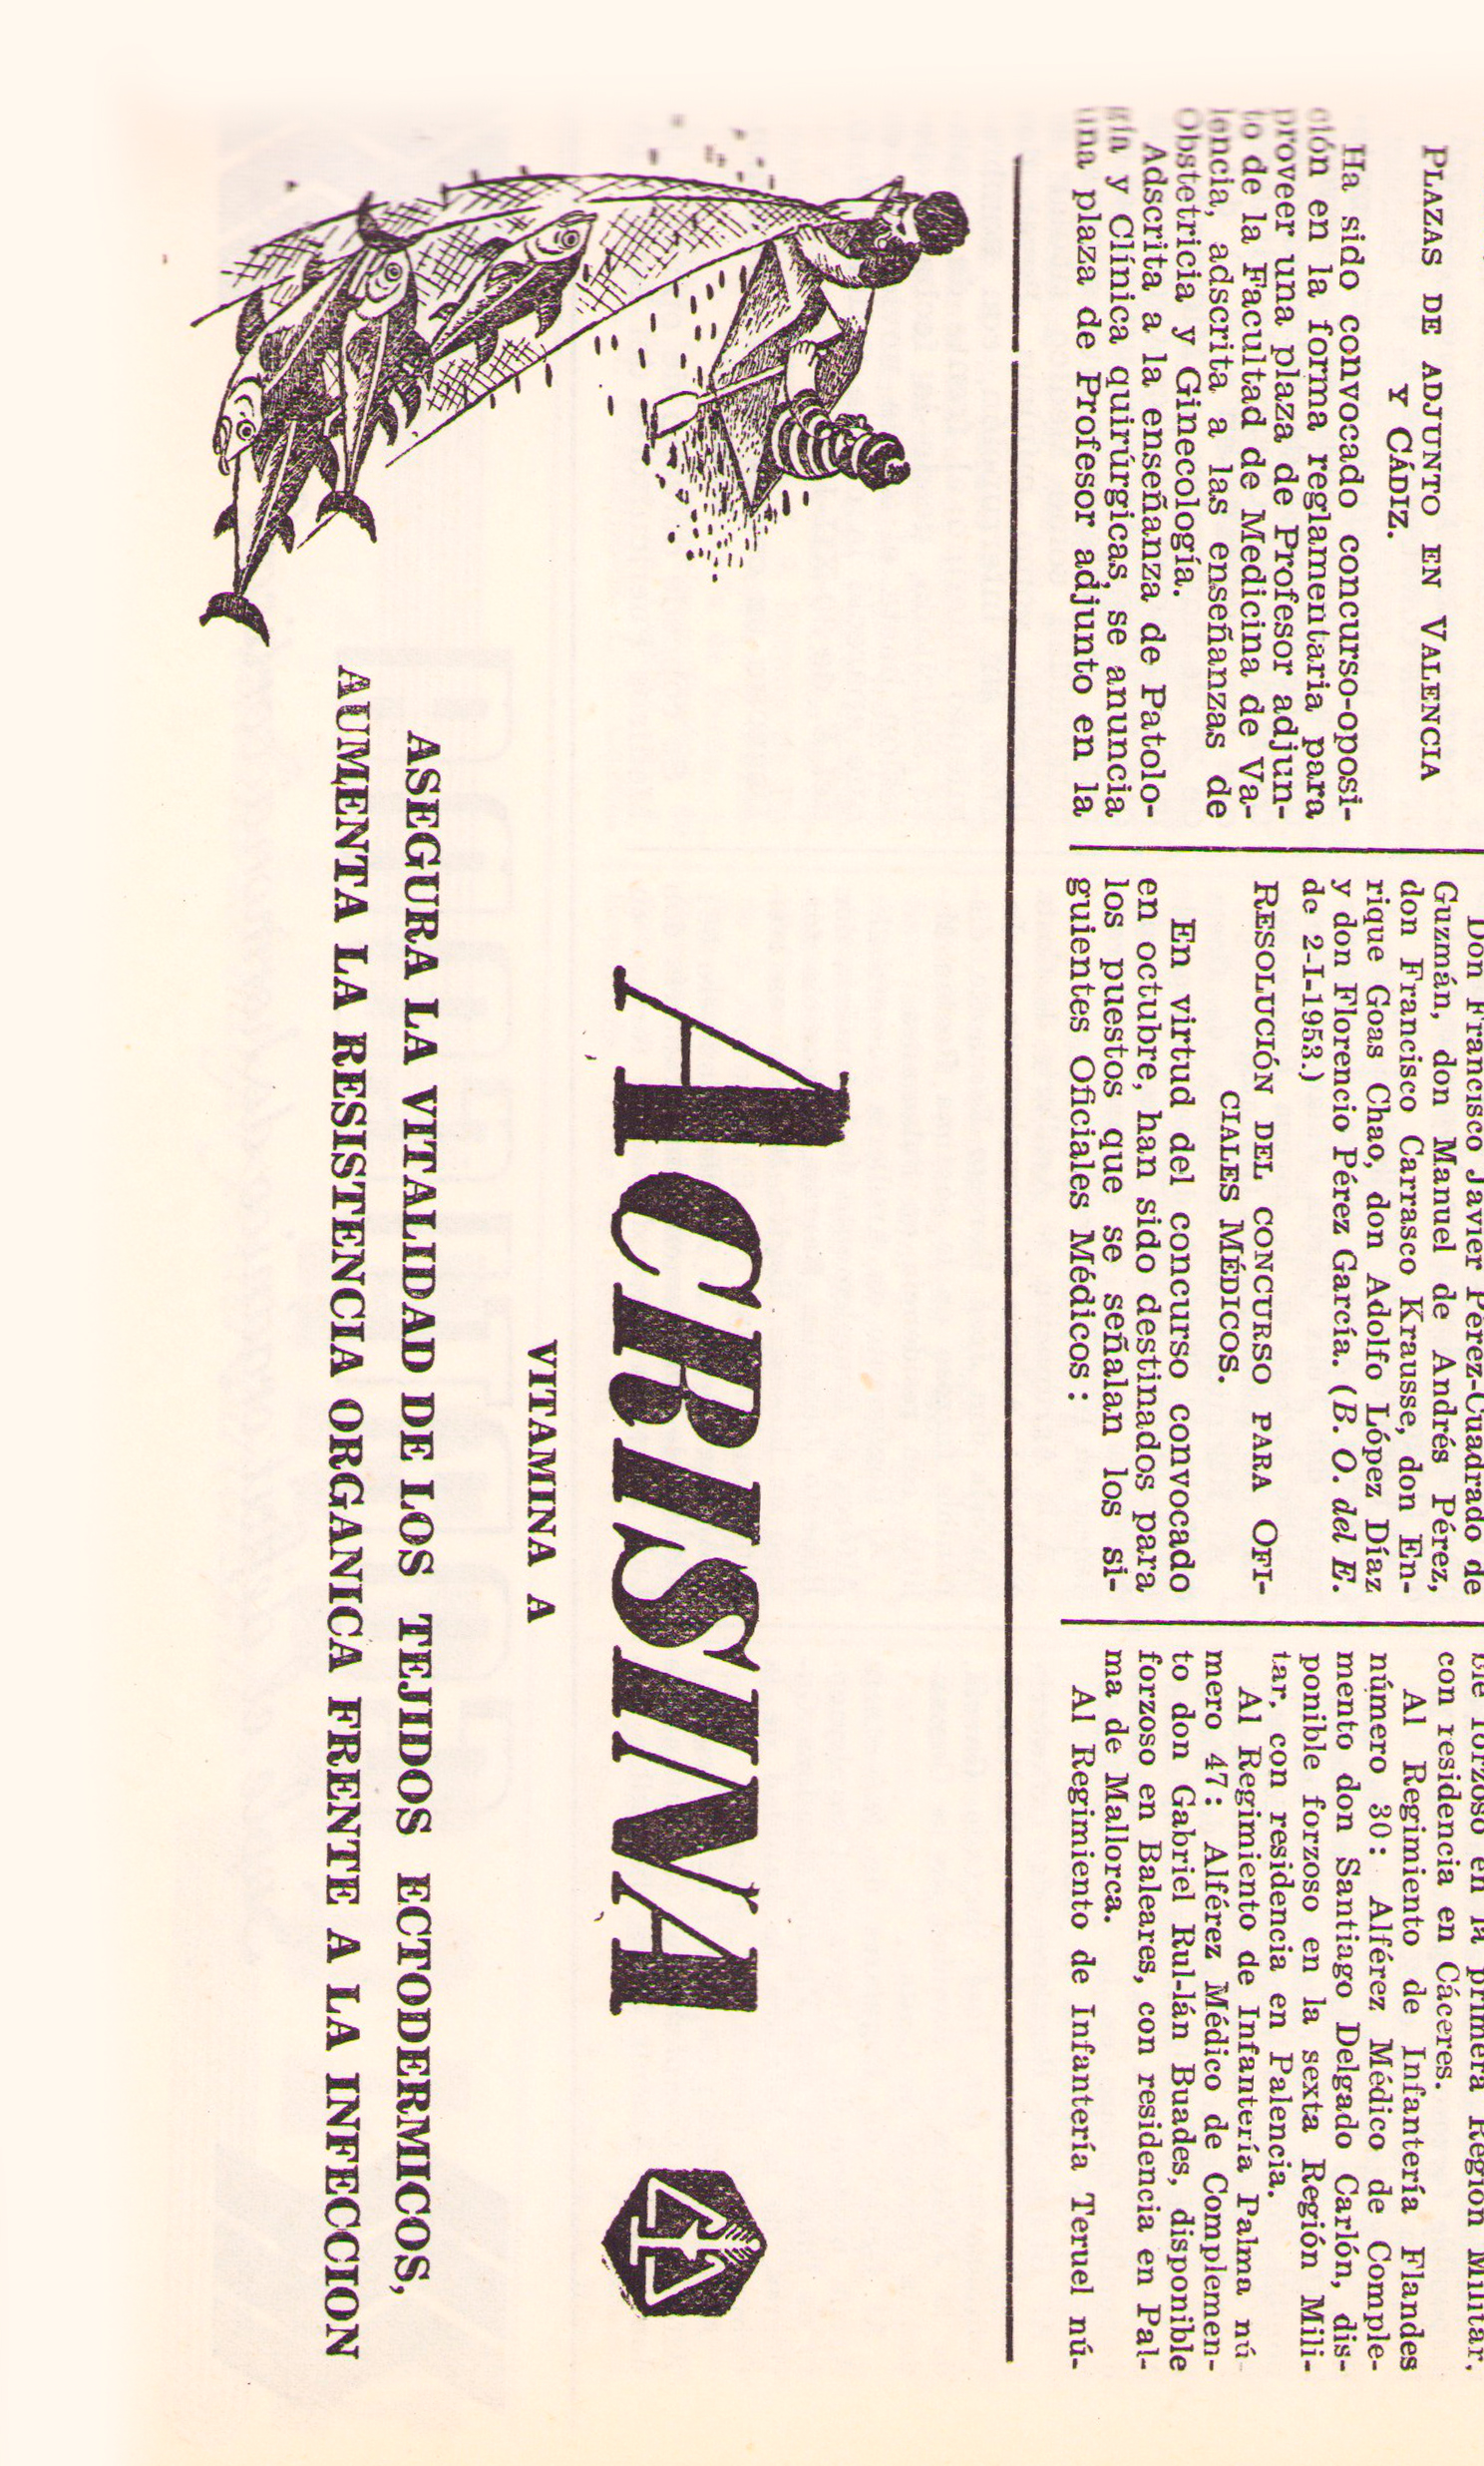 PLAZAS DE ADJUNTO EN VALENCIA
Y CÁDIZ.
Ha sido convocado concurso-oposi-
ción en la forma reglamentaria para
proveer una plaza de Profesor adjun-
to de la Facultad de Medicina de Va-
lencia, adscrita a las enseñanzas de
Obstetricia y Ginecología.
Adscrita a la enseñanza de Patolo-
gía y Clínica quirúrgicas, se anuncia
una plaza de Profesor adjunto en la
Don Francisco Javier Pérez-Cuadrado de
Guzmán, don Manuel de Andrés Pérez,
don Francisco Carrasco Krausse, don En-
rique Goas Chao, don Adolfo López Díaz
y don Florencio Pérez García. (B. O. del E.
de 2-I-1953.)
RESOLUCIÓN DEL CONCURSO PARA OFI-
CIALES MÉDICOS.
En virtud del concurso convocado
en octubre, han sido destinados para
los puestos que se señalan los si-
guientes Oficiales Médicos:
ble forzoso en la primera Región Militar,
con residencia en Cáceres.
Al Regimiento de Infantería Flandes
número 30: Alférez Médico de Comple-
mento don Santiago Delgado Carlón, dis-
ponible forzoso en la sexta Región Mili-
tar, con residencia en Palencia.
Al Regimiento de Infantería Palma nú-
mero 47: Alférez Médico de Complemen-
to don Gabriel Rul-lán Buades, disponible
forzoso en Baleares, con residencia en Pal-
ma de Mallorca.
Al Regimiento de Infantería Teruel nú-
ACRISINA
VITAMINA A
ASEGURA LA VITALIDAD DE LOS TEJIDOS ECTODERMICOS,
AUMENTA LA RESISTENCIA ORGANICA FRENTE A LA INFECCION